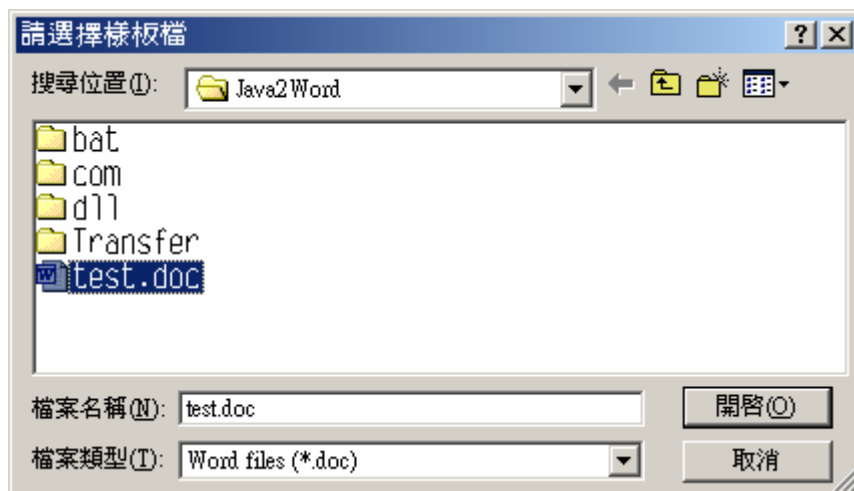 請選擇樣板檔
搜尋位置(I): Java2Word
bat
com
dll
Transfer
test.doc
檔案名稱(N): test.doc 開啓(O)
檔案類型(T): Word files (*.doc) 取消